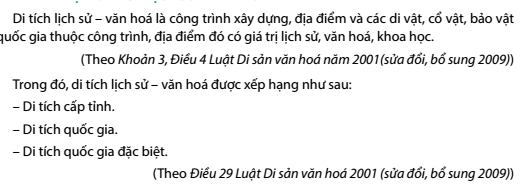 Di tích lịch sử – văn hoá là công trình xây dựng, địa điểm và các di vật, cổ vật, bảo vật
quốc gia thuộc công trình, địa điểm đó có giá trị lịch sử, văn hoá, khoa học.
(Theo Khoản 3, Điều 4 Luật Di sản văn hoá năm 2001(sửa đổi, bổ sung 2009))
Trong đó, di tích lịch sử – văn hoá được xếp hạng như sau:
– Di tích cấp tỉnh.
– Di tích quốc gia.
– Di tích quốc gia đặc biệt.
(Theo Điều 29 Luật Di sản văn hoá 2001 (sửa đổi, bổ sung 2009))